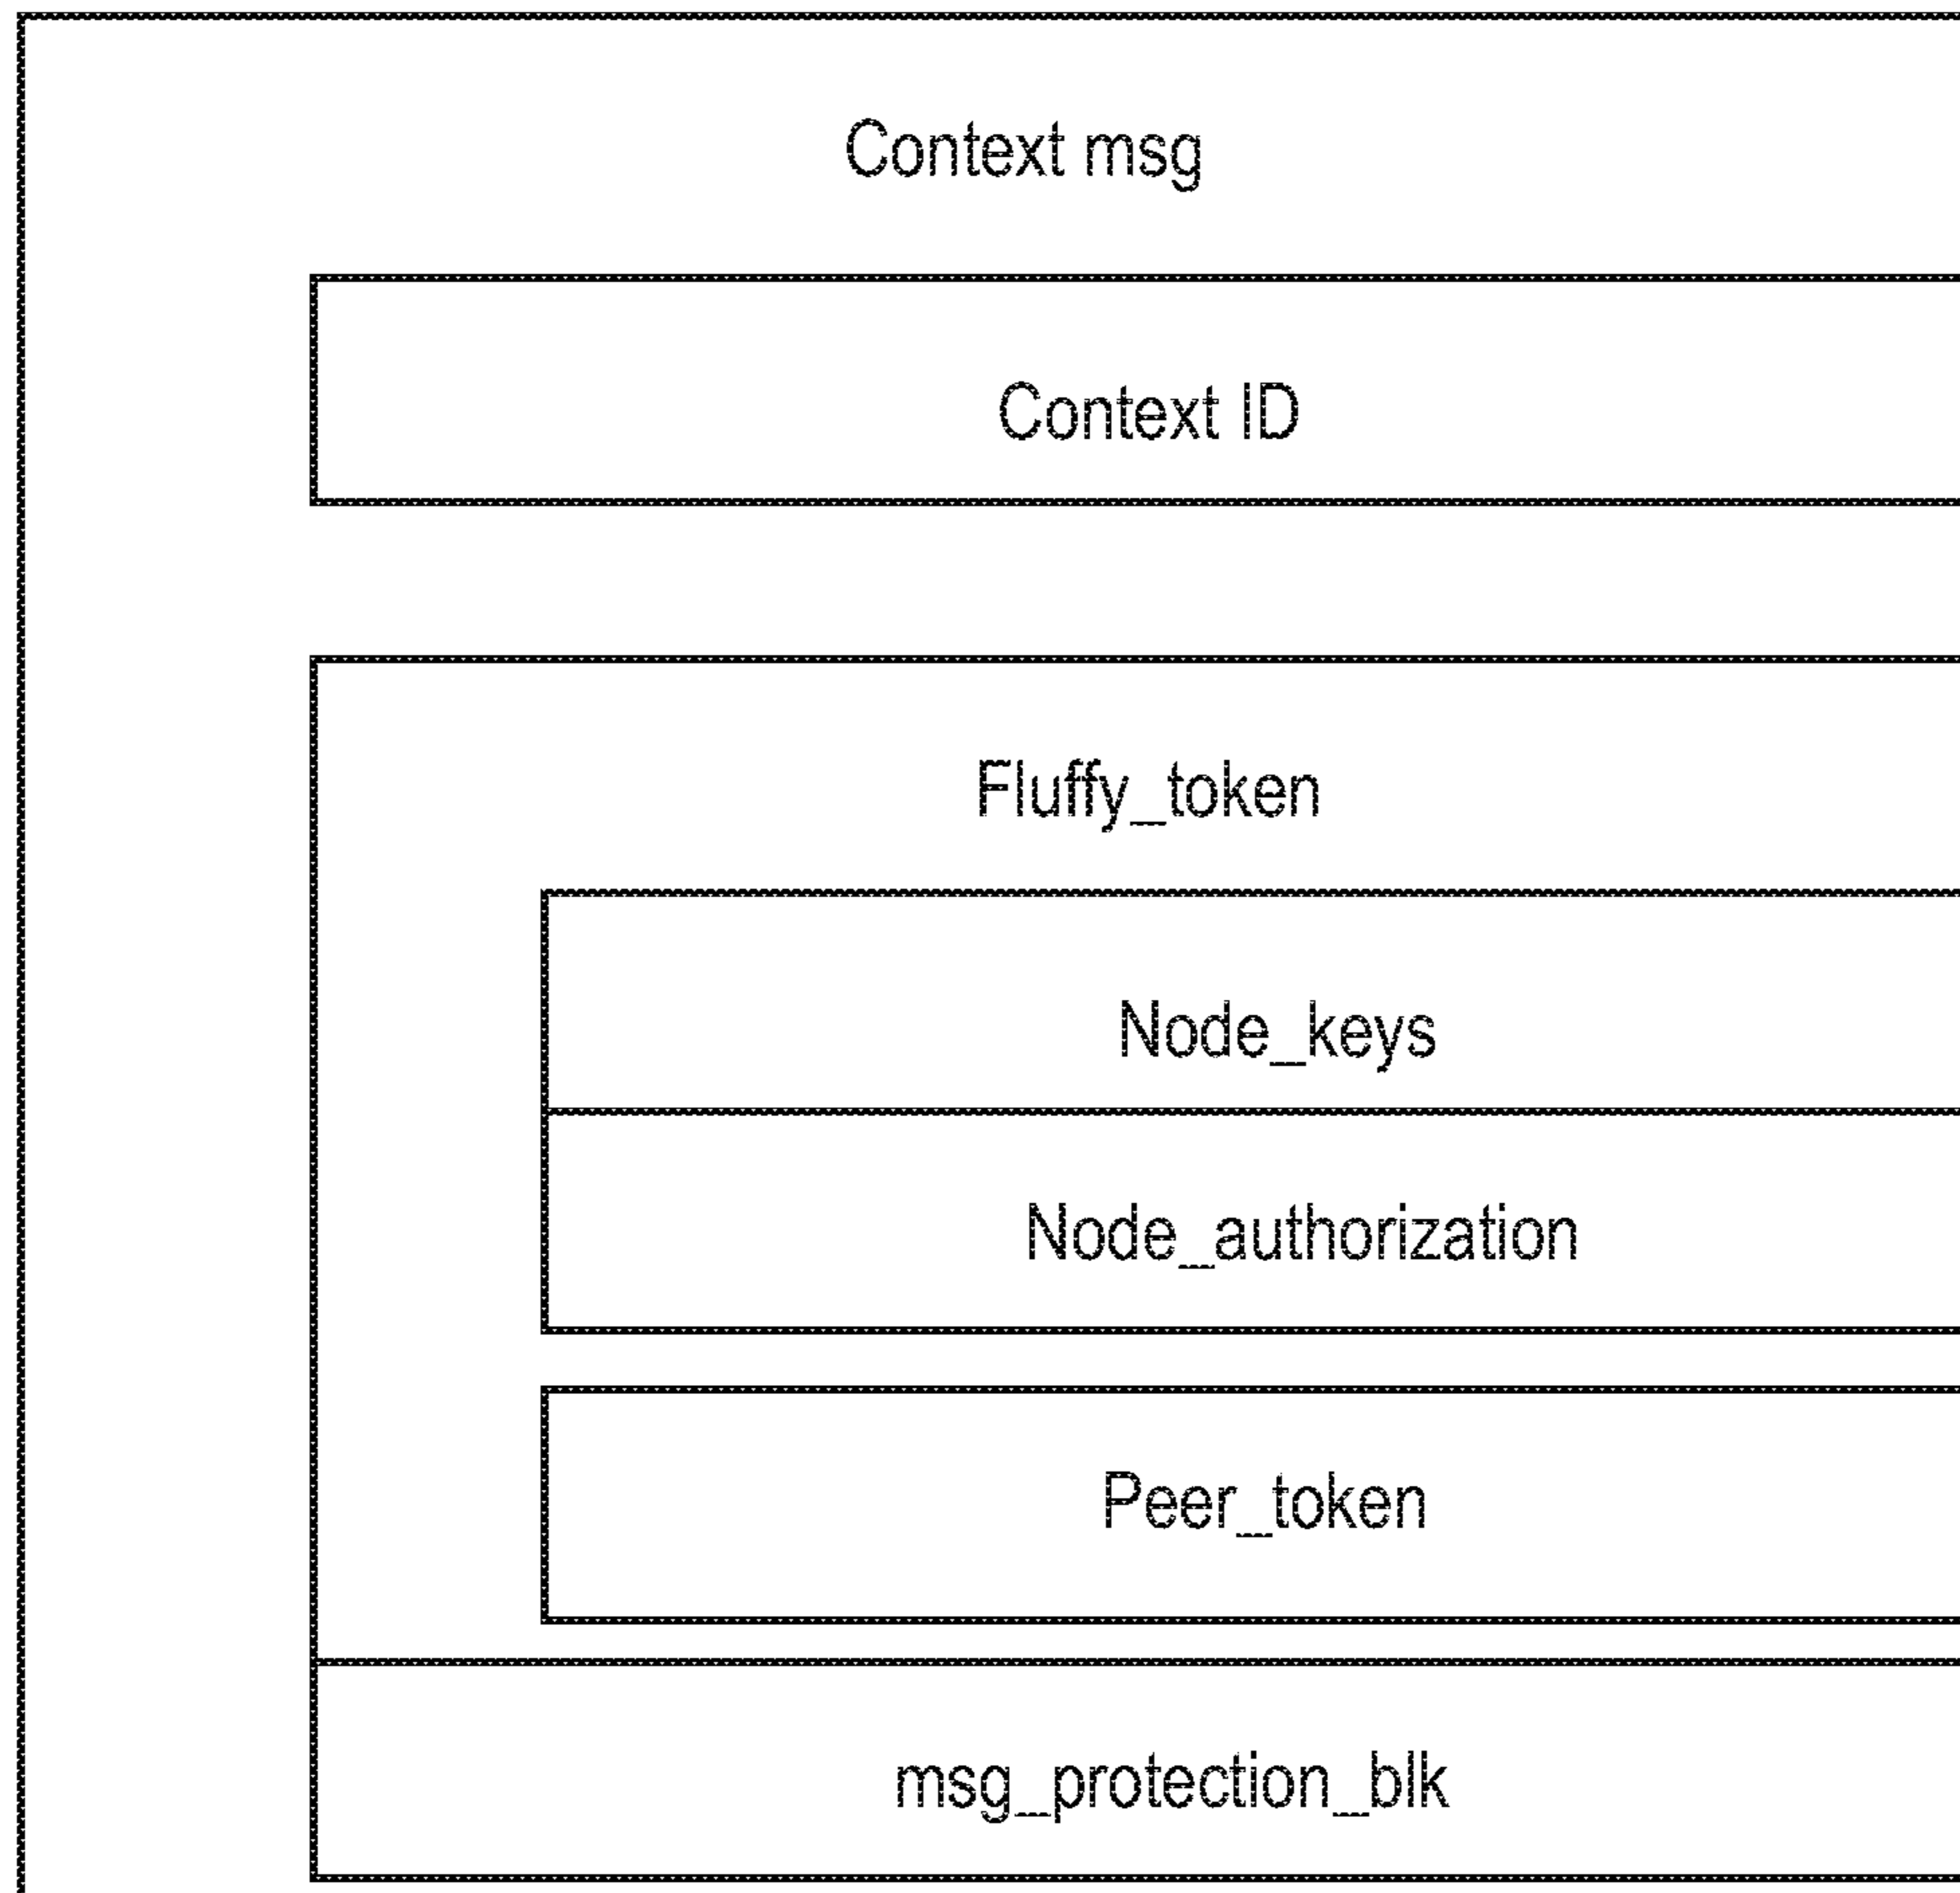 Context msg
Context ID
Fluffy_token
Node_keys
Node_authorization
Peer_token
msg_protection_blk